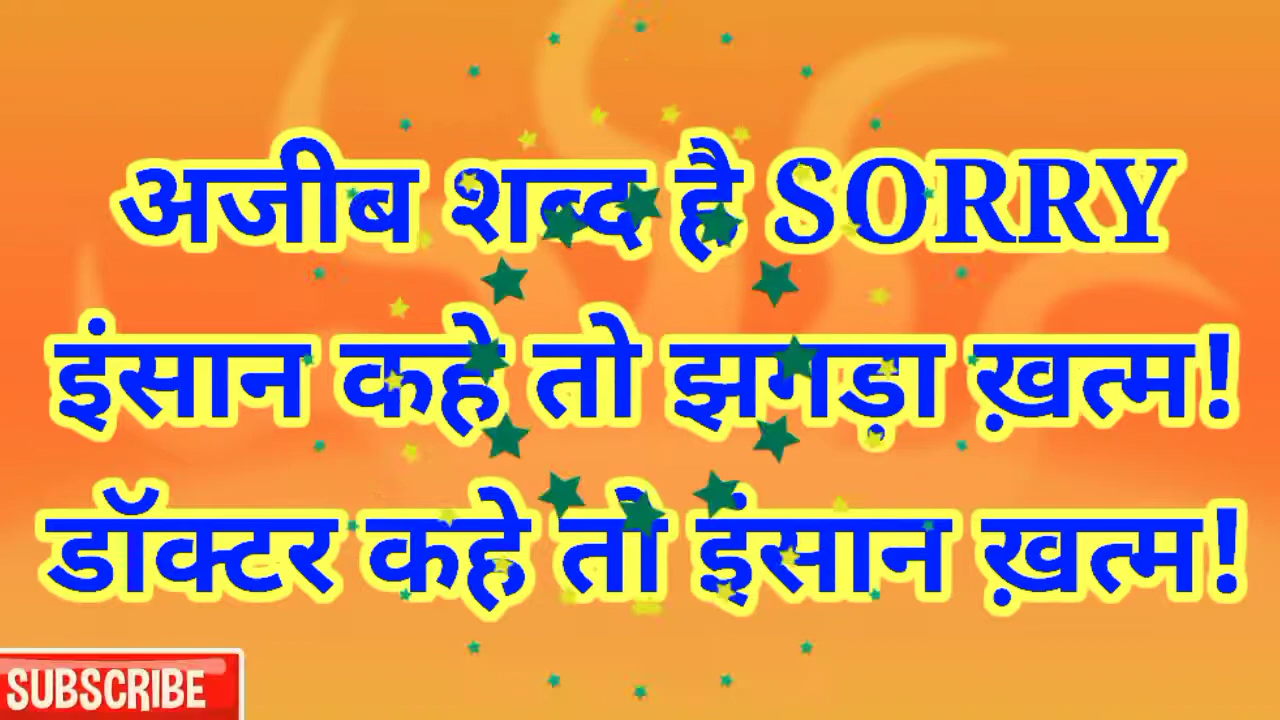 अजीब शब्द है SORRY
इंसान कहे तो झगड़ा ख़त्म!
डॉक्टर कहे तो इंसान ख़त्म!
SUBSCRIBE